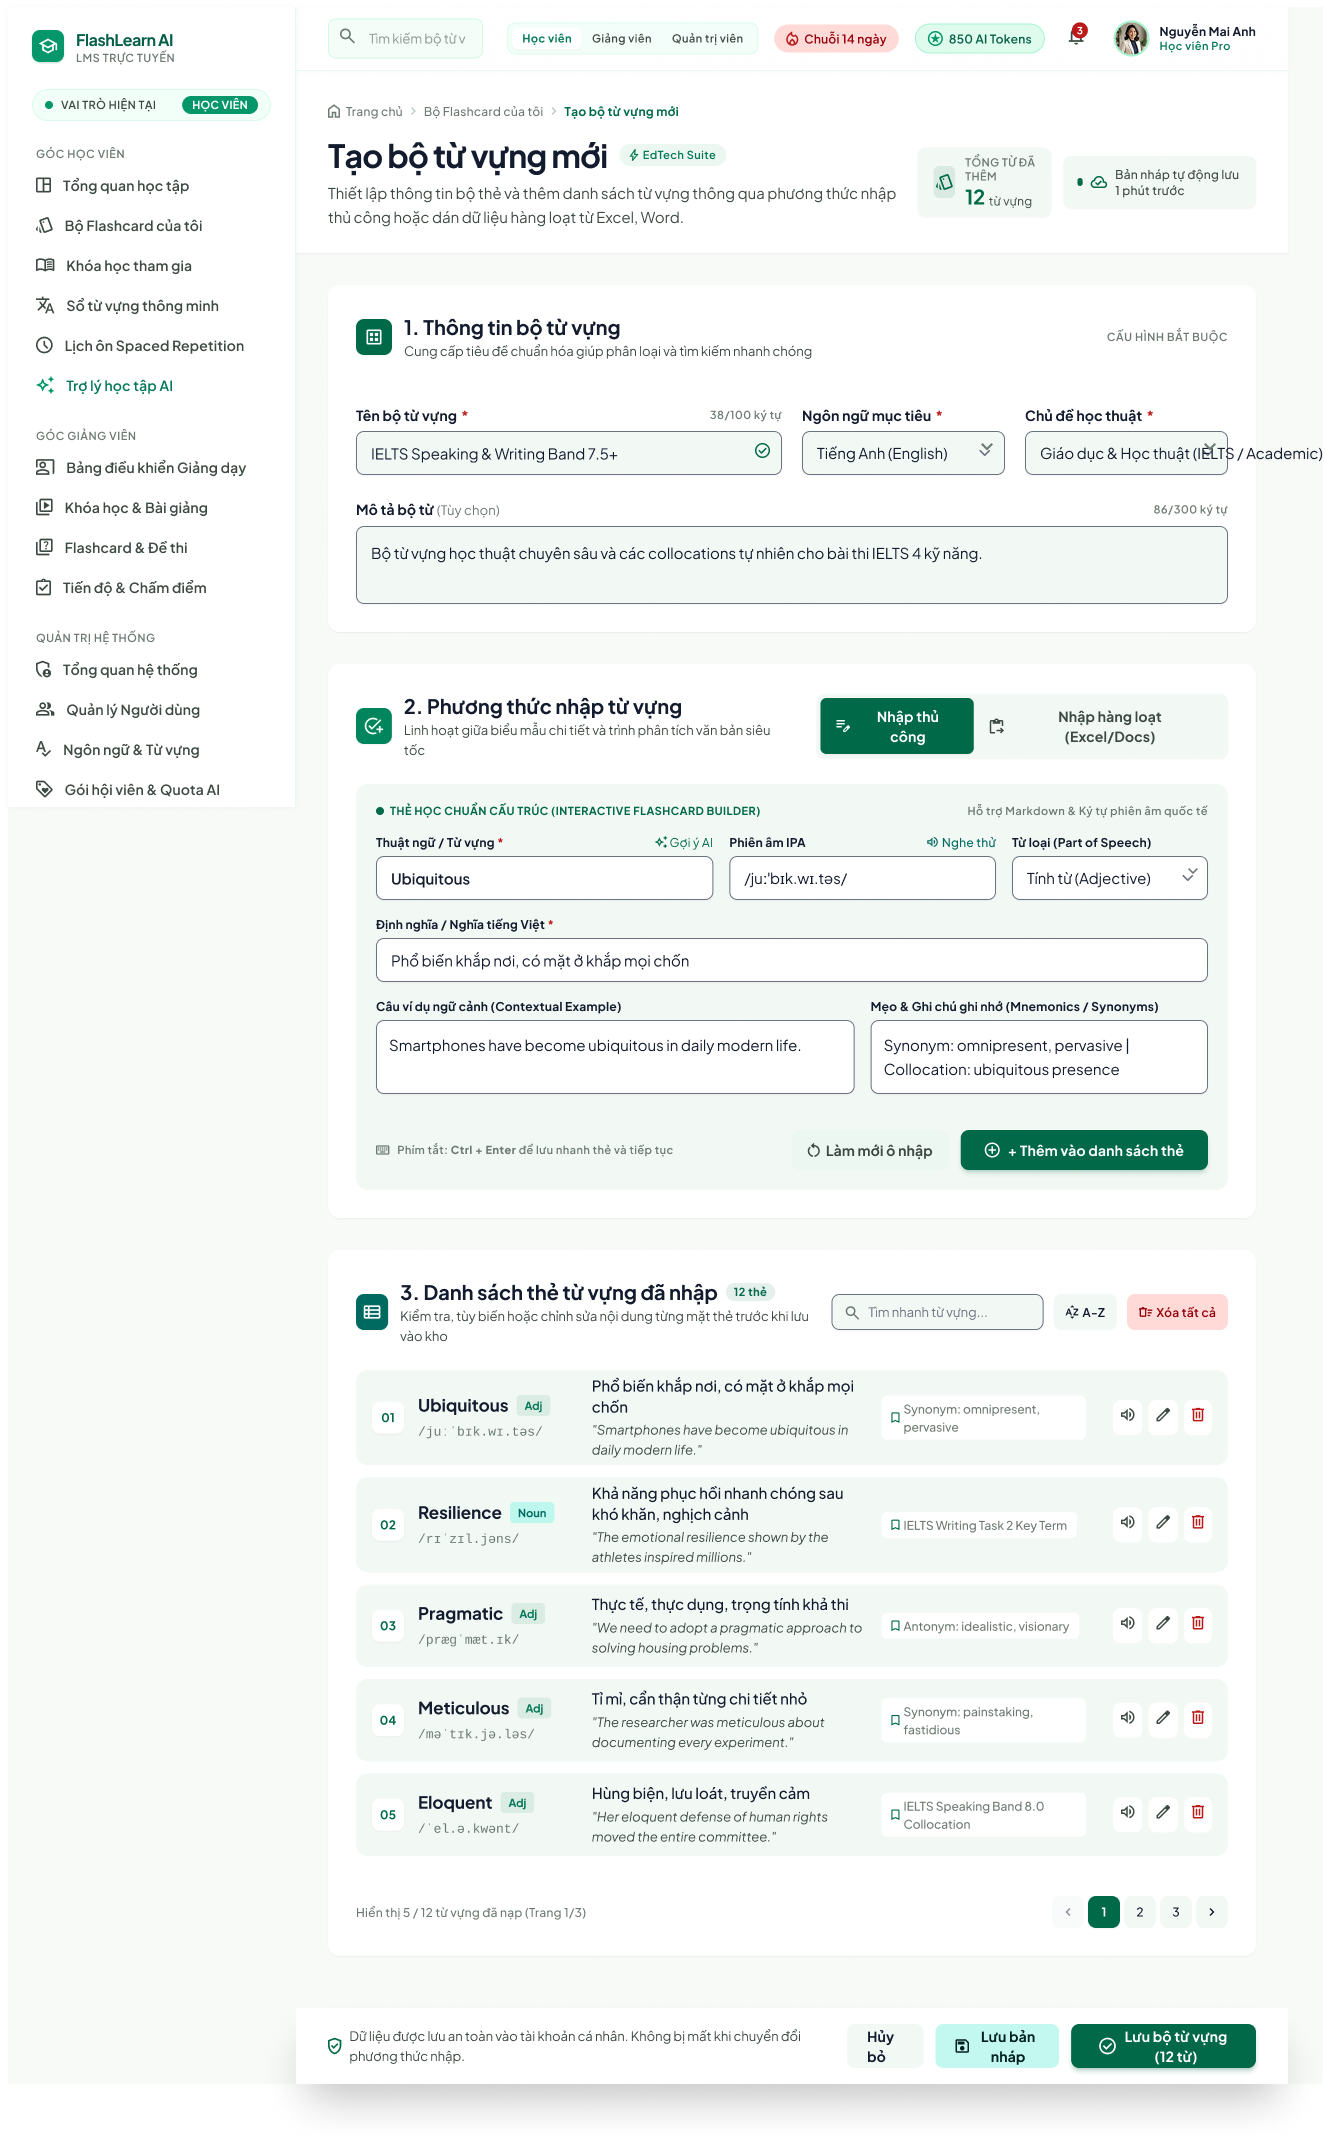 FlashLearn AI
LMS TRỰC TUYẾN
VAI TRÒ HIỆN TẠI HỌC VIÊN
GÓC HỌC VIÊN
Tổng quan học tập
Bộ Flashcard của tôi
Khóa học tham gia
Sổ từ vựng thông minh
Lịch ôn Spaced Repetition
Trợ lý học tập AI
GÓC GIẢNG VIÊN
Bảng điều khiển Giảng dạy
Khóa học & Bài giảng
Flashcard & Đề thi
Tiến độ & Chấm điểm
QUẢN TRỊ HỆ THỐNG
Tổng quan hệ thống
Quản lý Người dùng
Ngôn ngữ & Từ vựng
Gói hội viên & Quota AI
Tìm kiếm bộ từ v
Học viên Giảng viên Quản trị viên
Chuỗi 14 ngày
850 AI Tokens
3
Nguyễn Mai Anh
Học viên Pro
Trang chủ > Bộ Flashcard của tôi > Tạo bộ từ vựng mới
Tạo bộ từ vựng mới
EdTech Suite
Thiết lập thông tin bộ thẻ và thêm danh sách từ vựng thông qua phương thức nhập
thủ công hoặc dán dữ liệu hàng loạt từ Excel, Word.
TỔNG TỪ ĐÃ
THÊM
12 từ vựng
Bản nháp tự động lưu
1 phút trước
1. Thông tin bộ từ vựng
Cung cấp tiêu đề chuẩn hóa giúp phân loại và tìm kiếm nhanh chóng
CẤU HÌNH BẮT BUỘC
Tên bộ từ vựng * 38/100 ký tự
IELTS Speaking & Writing Band 7.5+
Ngôn ngữ mục tiêu *
Tiếng Anh (English)
Chủ đề học thuật *
Giáo dục & Học thuật (IELTS / Academic)
Mô tả bộ từ (Tùy chọn) 86/300 ký tự
Bộ từ vựng học thuật chuyên sâu và các collocations tự nhiên cho bài thi IELTS 4 kỹ năng.
2. Phương thức nhập từ vựng
Linh hoạt giữa biểu mẫu chi tiết và trình phân tích văn bản siêu
tốc
Nhập thủ
công
Nhập hàng loạt
(Excel/Docs)
THẺ HỌC CHUẨN CẤU TRÚC (INTERACTIVE FLASHCARD BUILDER)
Hỗ trợ Markdown & Ký tự phiên âm quốc tế
Thuật ngữ / Từ vựng * Gợi ý AI
Ubiquitous
Phiên âm IPA Nghe thử
/juːˈbɪk.wɪ.təs/
Từ loại (Part of Speech)
Tính từ (Adjective)
Định nghĩa / Nghĩa tiếng Việt *
Phổ biến khắp nơi, có mặt ở khắp mọi chốn
Câu ví dụ ngữ cảnh (Contextual Example)
Smartphones have become ubiquitous in daily modern life.
Mẹo & Ghi chú ghi nhớ (Mnemonics / Synonyms)
Synonym: omnipresent, pervasive |
Collocation: ubiquitous presence
Phím tắt: Ctrl + Enter để lưu nhanh thẻ và tiếp tục
Làm mới ô nhập
+ Thêm vào danh sách thẻ
3. Danh sách thẻ từ vựng đã nhập
12 thẻ
Kiểm tra, tùy biến hoặc chỉnh sửa nội dung từng mặt thẻ trước khi lưu
vào kho
Tìm nhanh từ vựng...
A-Z
Xóa tất cả
01
Ubiquitous Adj
/juːˈbɪk.wɪ.təs/
Phổ biến khắp nơi, có mặt ở khắp mọi
chốn
"Smartphones have become ubiquitous in
daily modern life."
Synonym: omnipresent,
pervasive
02
Resilience Noun
/rɪˈzɪl.jəns/
Khả năng phục hồi nhanh chóng sau
khó khăn, nghịch cảnh
"The emotional resilience shown by the
athletes inspired millions."
IELTS Writing Task 2 Key Term
03
Pragmatic Adj
/præɡˈmæt.ɪk/
Thực tế, thực dụng, trọng tính khả thi
"We need to adopt a pragmatic approach to
solving housing problems."
Antonym: idealistic, visionary
04
Meticulous Adj
/məˈtɪk.jə.ləs/
Tỉ mỉ, cẩn thận từng chi tiết nhỏ
"The researcher was meticulous about
documenting every experiment."
Synonym: painstaking,
fastidious
05
Eloquent Adj
/ˈel.ə.kwənt/
Hùng biện, lưu loát, truyền cảm
"Her eloquent defense of human rights
moved the entire committee."
IELTS Speaking Band 8.0
Collocation
Hiển thị 5 / 12 từ vựng đã nạp (Trang 1/3)
‹ 1 2 3 ›
Dữ liệu được lưu an toàn vào tài khoản cá nhân. Không bị mất khi chuyển đổi
phương thức nhập.
Hủy
bỏ
Lưu bản
nháp
Lưu bộ từ vựng
(12 từ)